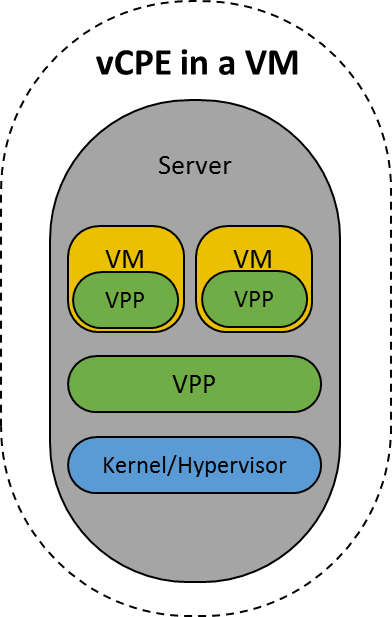 vCPE in a VM
Server
VM VM
VPP VPP
VPP
Kernel/Hypervisor